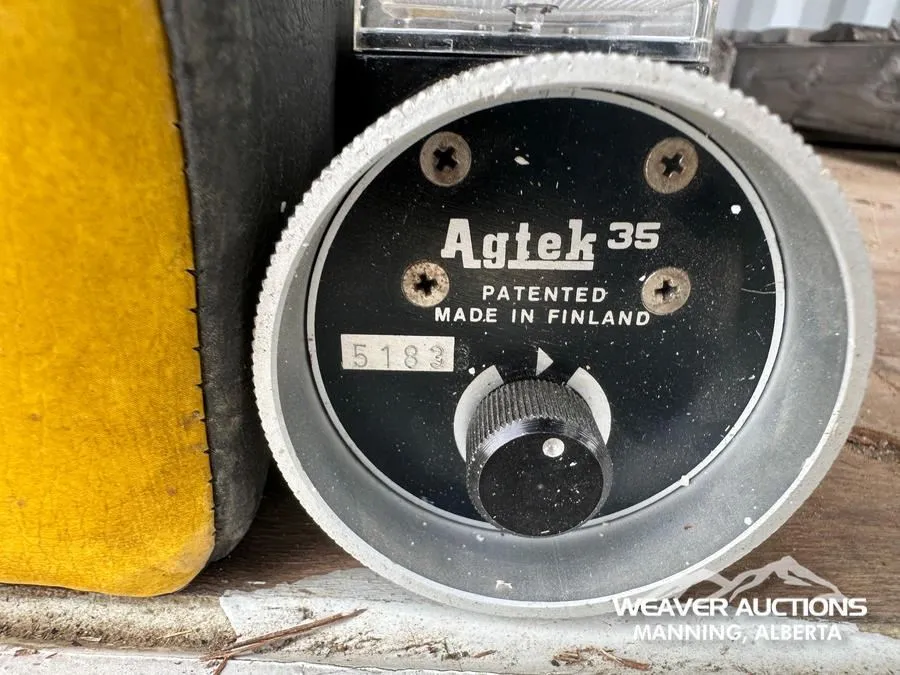 Agtek 35
PATENTED
MADE IN FINLAND
5183
WEAVER AUCTIONS
MANNING, ALBERTA